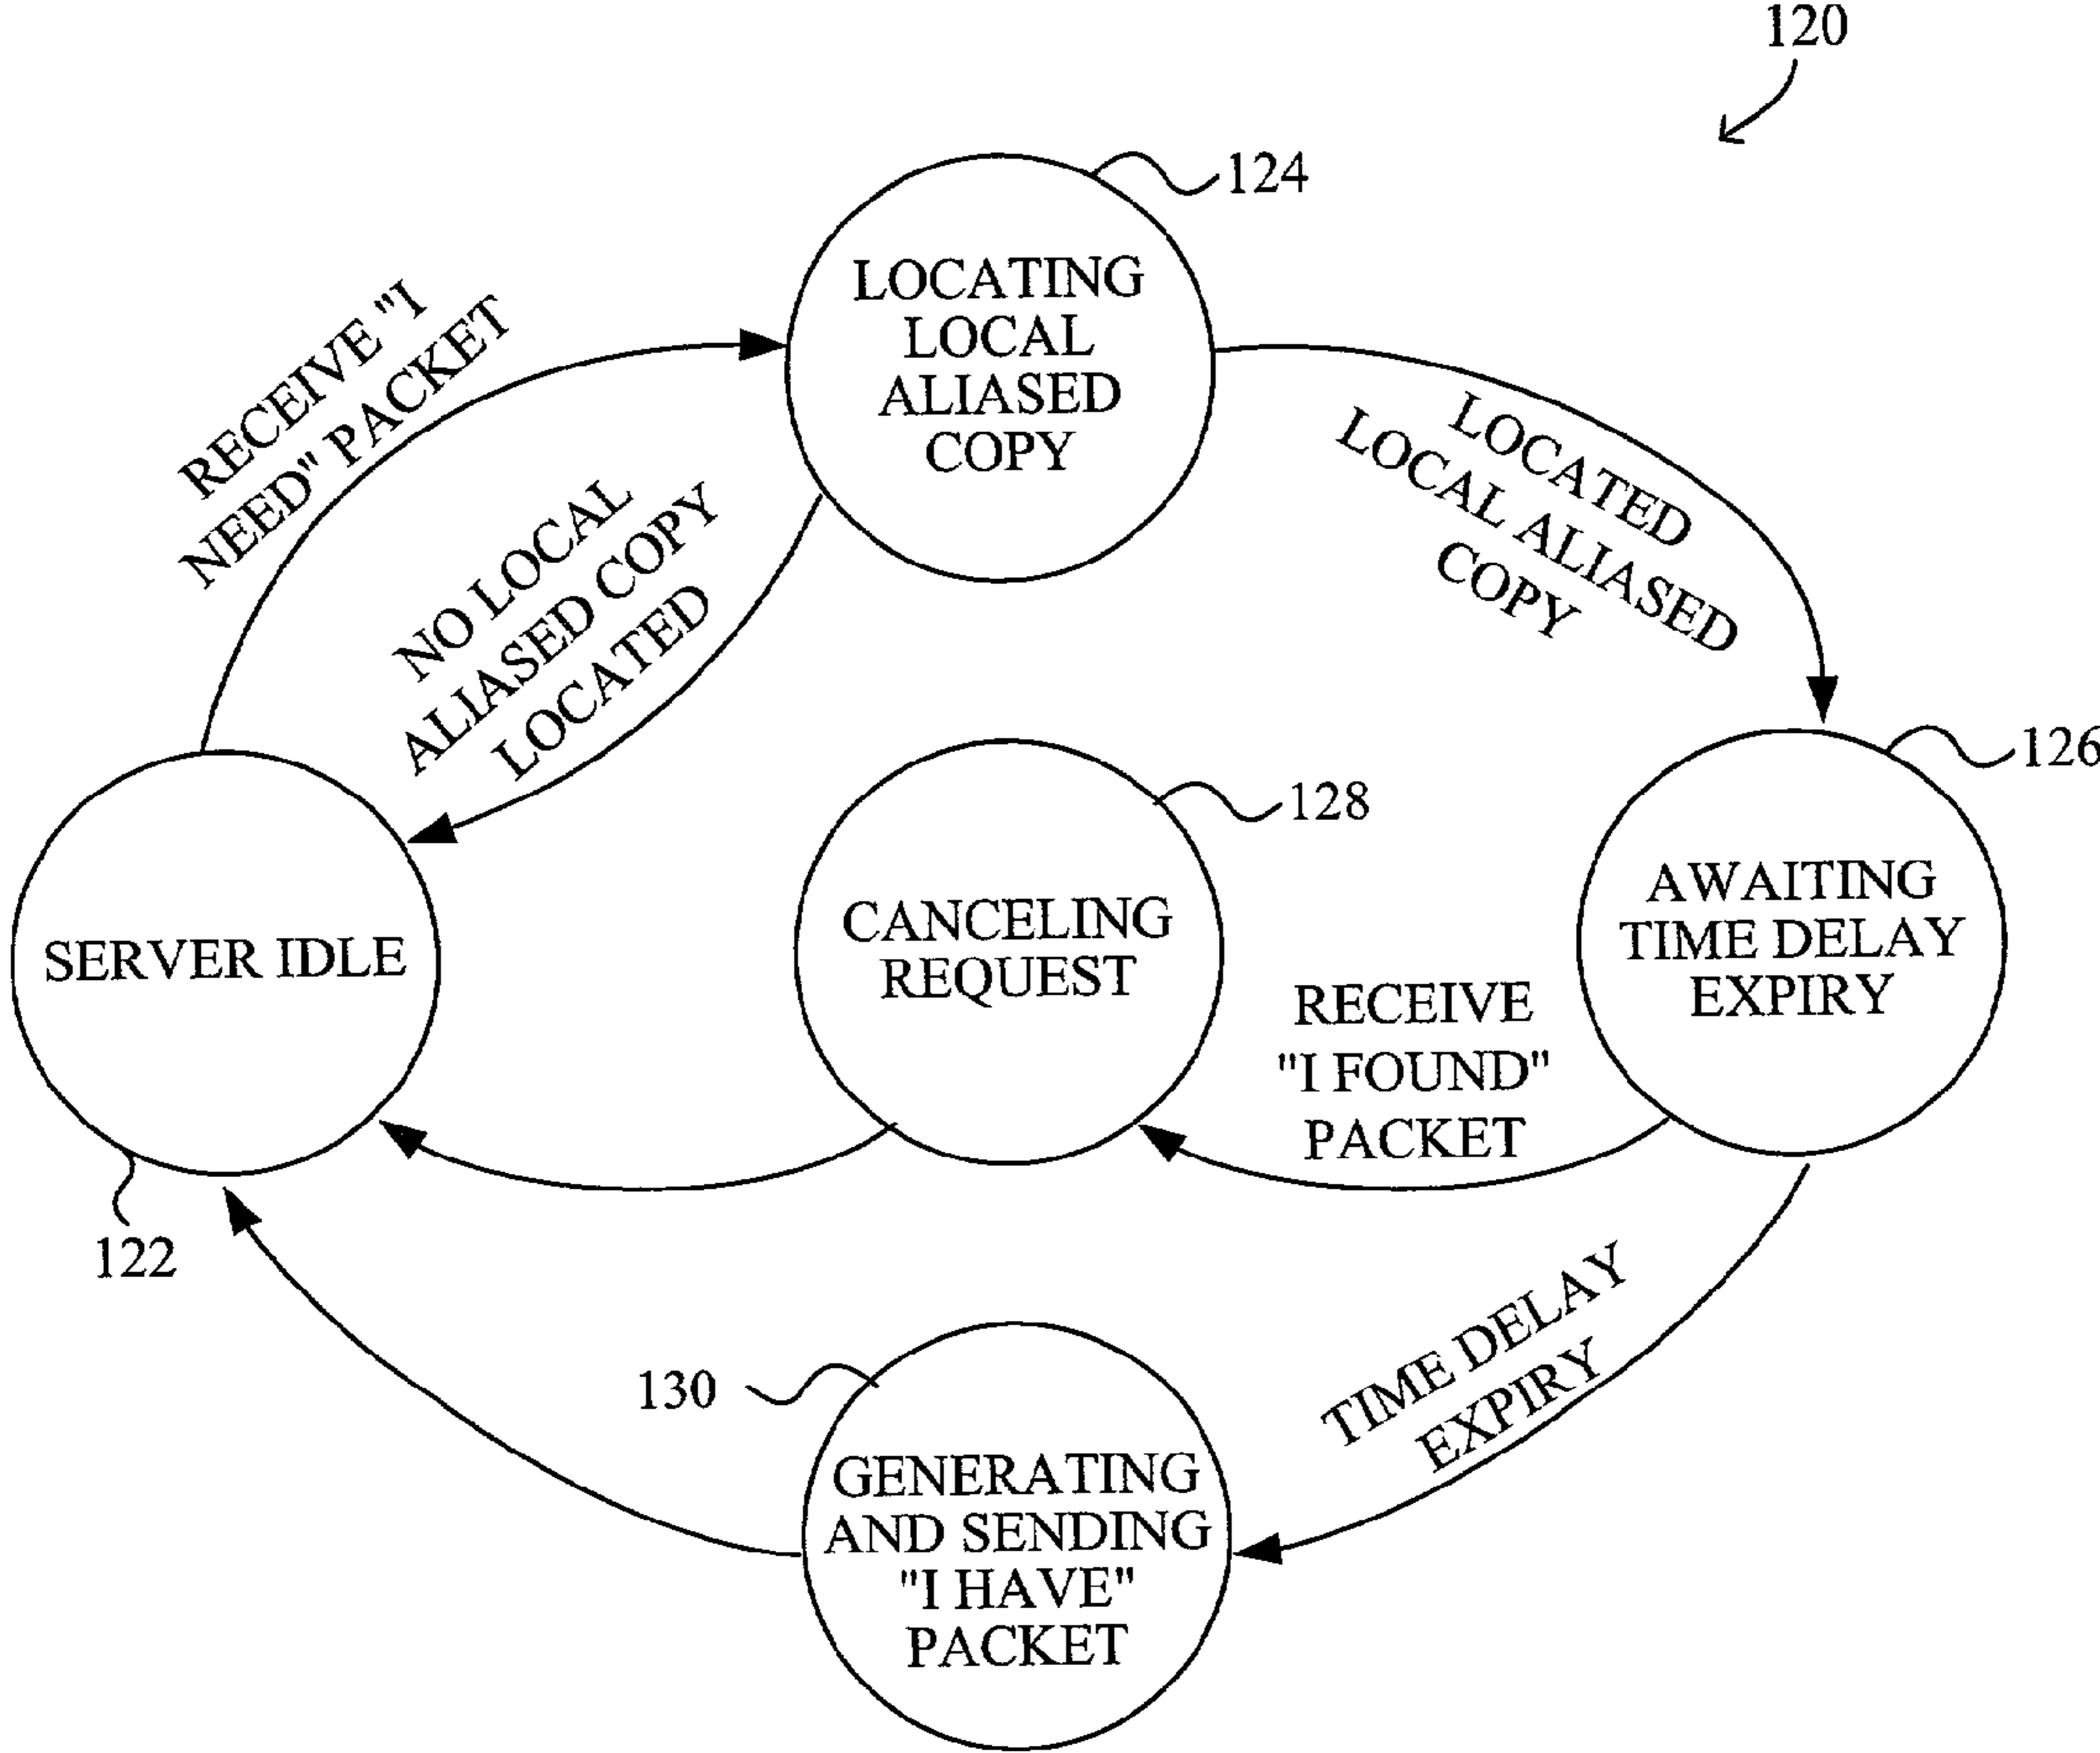 120
124
LOCATING
LOCAL
ALIASED
COPY
RECEIVE "I
NEED" PACKET
LOCATED
LOCAL ALIASED
COPY
NO LOCAL
ALIASED COPY
LOCATED
126
128
AWAITING
TIME DELAY
EXPIRY
CANCELING
REQUEST
SERVER IDLE
RECEIVE
"I FOUND"
PACKET
122
TIME DELAY
EXPIRY
130
GENERATING
AND SENDING
"I HAVE"
PACKET